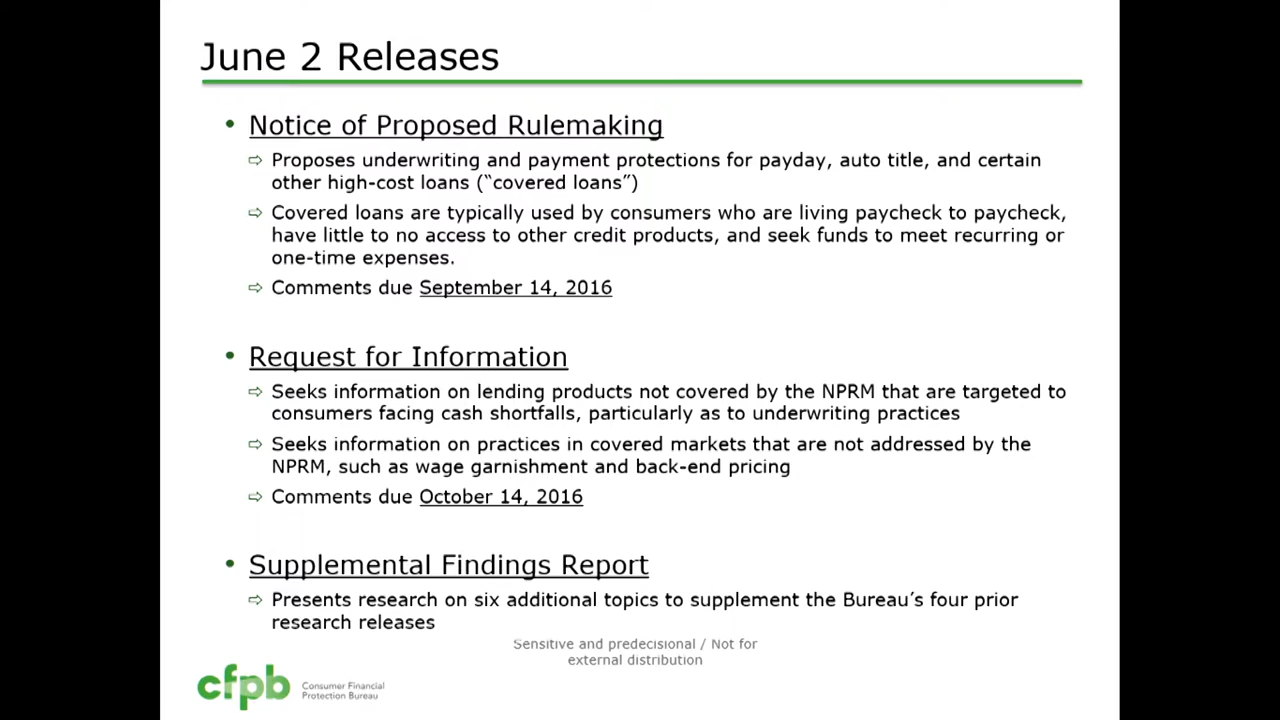 June 2 Releases
• Notice of Proposed Rulemaking
⇨ Proposes underwriting and payment protections for payday, auto title, and certain
other high-cost loans (“covered loans”)
⇨ Covered loans are typically used by consumers who are living paycheck to paycheck,
have little to no access to other credit products, and seek funds to meet recurring or
one-time expenses.
⇨ Comments due September 14, 2016
• Request for Information
⇨ Seeks information on lending products not covered by the NPRM that are targeted to
consumers facing cash shortfalls, particularly as to underwriting practices
⇨ Seeks information on practices in covered markets that are not addressed by the
NPRM, such as wage garnishment and back-end pricing
⇨ Comments due October 14, 2016
• Supplemental Findings Report
⇨ Presents research on six additional topics to supplement the Bureau’s four prior
research releases
Sensitive and predecisional / Not for
external distribution
cfpb
Consumer Financial
Protection Bureau